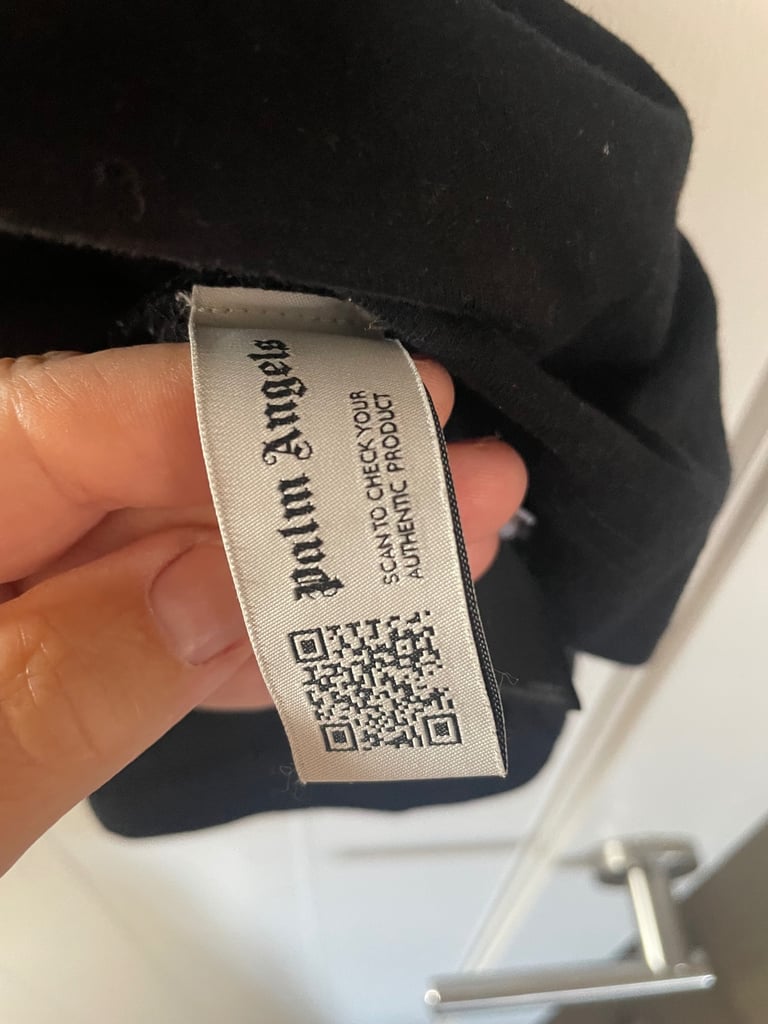 Palm Angels
SCAN TO CHECK YOUR
AUTHENTIC PRODUCT